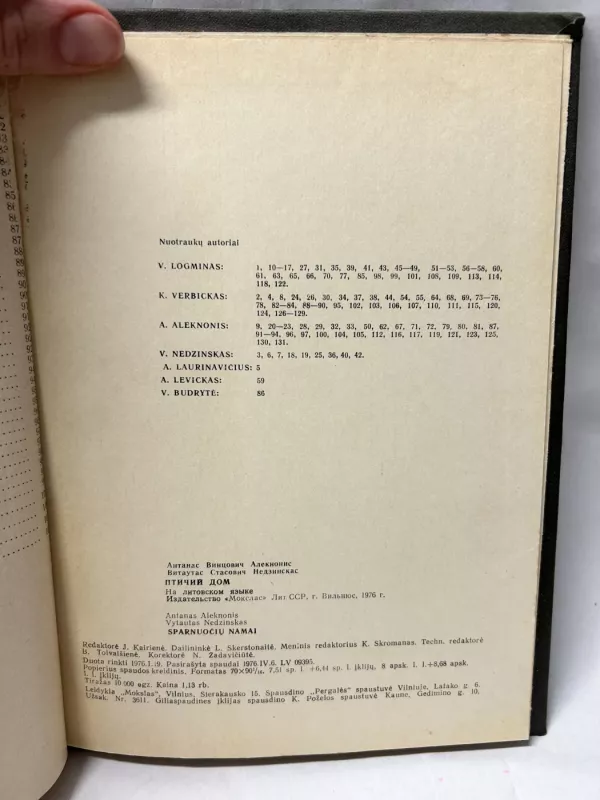 Nuotraukų autoriai
V. LOGMINAS: 1, 10—17, 27, 31, 35, 39, 41, 43, 45—49, 51—53, 56—58, 60,
61, 63, 65, 66, 70, 77, 85, 98, 99, 101, 108, 109, 113, 114,
118, 122.
K. VERBICKAS: 2, 4, 8, 24, 26, 30, 34, 37, 38, 44, 54, 55, 64, 68, 69, 73—76,
78, 82—84, 88—90, 95, 102, 103, 106, 107, 110, 111, 115, 120,
124, 126—129.
A. ALEKNONIS: 9, 20—23, 28, 29, 32, 33, 50, 62, 67, 71, 72, 79, 80, 81, 87,
91—94, 96, 97, 100, 104, 105, 112, 116, 117, 119, 121, 123, 125,
130, 131.
V. NEDZINSKAS: 3, 6, 7, 18, 19, 25, 36, 40, 42.
A. LAURINAVIČIUS: 5
A. LEVICKAS: 59
V. BUDRYTĖ: 86
Антанас Винцович Алекнонис
Витаутас Стасович Недзинскас
ПТИЧИЙ ДОМ
На литовском языке
Издательство «Мокслас» Лит ССР, г. Вильнюс, 1976 г.
Antanas Aleknonis
Vytautas Nedzinskas
SPARNUOČIŲ NAMAI
Redaktorė J. Kairienė. Dailininkė L. Skerstonaitė. Meninis redaktorius K. Skromanas. Techn. redaktorė
B. Tolvaišienė. Korektorė N. Zadavičiūtė.
Duota rinkti 1976.I.9. Pasirašyta spaudai 1976.IV.6. LV 09395.
Popierius spaudos kreidinis. Formatas 70×90¹/₁₆. 7,51 sp. l.+6,44 sp. l. įklijų, 8 apsk. l. l.+8,68 apsk.
l. l. įklijų.
Tiražas 10 000 egz. Kaina 1,15 rb.
Leidykla „Mokslas", Vilnius, Sierakausko 15. Spausdino „Pergalės" spaustuvė Vilniuje, Latako g. 6.
Užsak. Nr. 3611. Giliaspaudines įklijas spausdino K. Poželos spaustuvė Kaune, Gedimino g. 10.